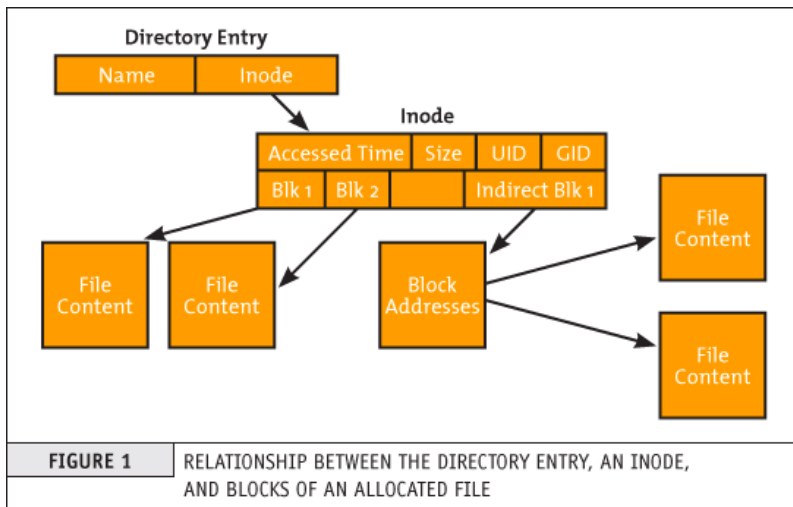 Directory Entry
Name Inode
Inode
Accessed Time Size UID GID
Blk 1 Blk 2 Indirect Blk 1
File
Content
File
Content
Block
Addresses
File
Content
File
Content
FIGURE 1
RELATIONSHIP BETWEEN THE DIRECTORY ENTRY, AN INODE,
AND BLOCKS OF AN ALLOCATED FILE